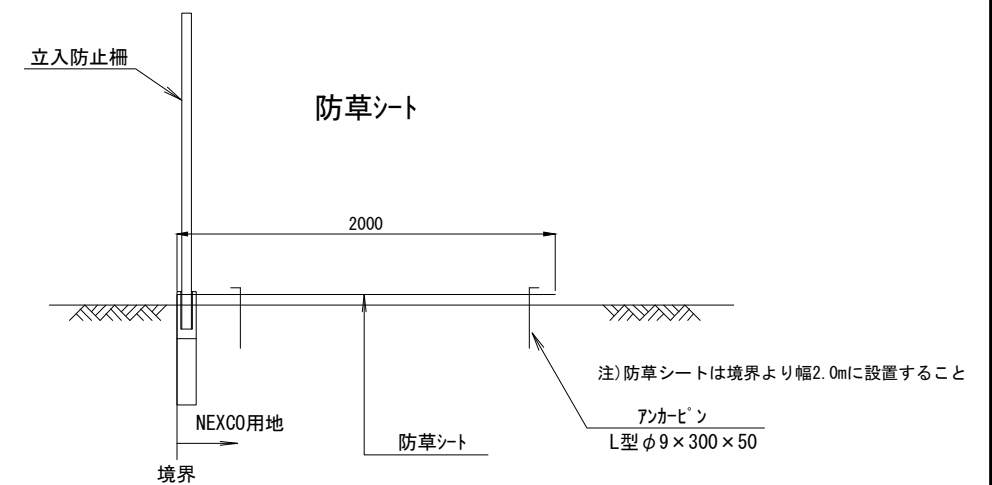 立入防止柵
防草ｼｰﾄ
2000
注)防草シートは境界より幅2.0mに設置すること
ｱﾝｶｰﾋﾟﾝ
L型φ9×300×50
NEXCO用地
防草ｼｰﾄ
境界